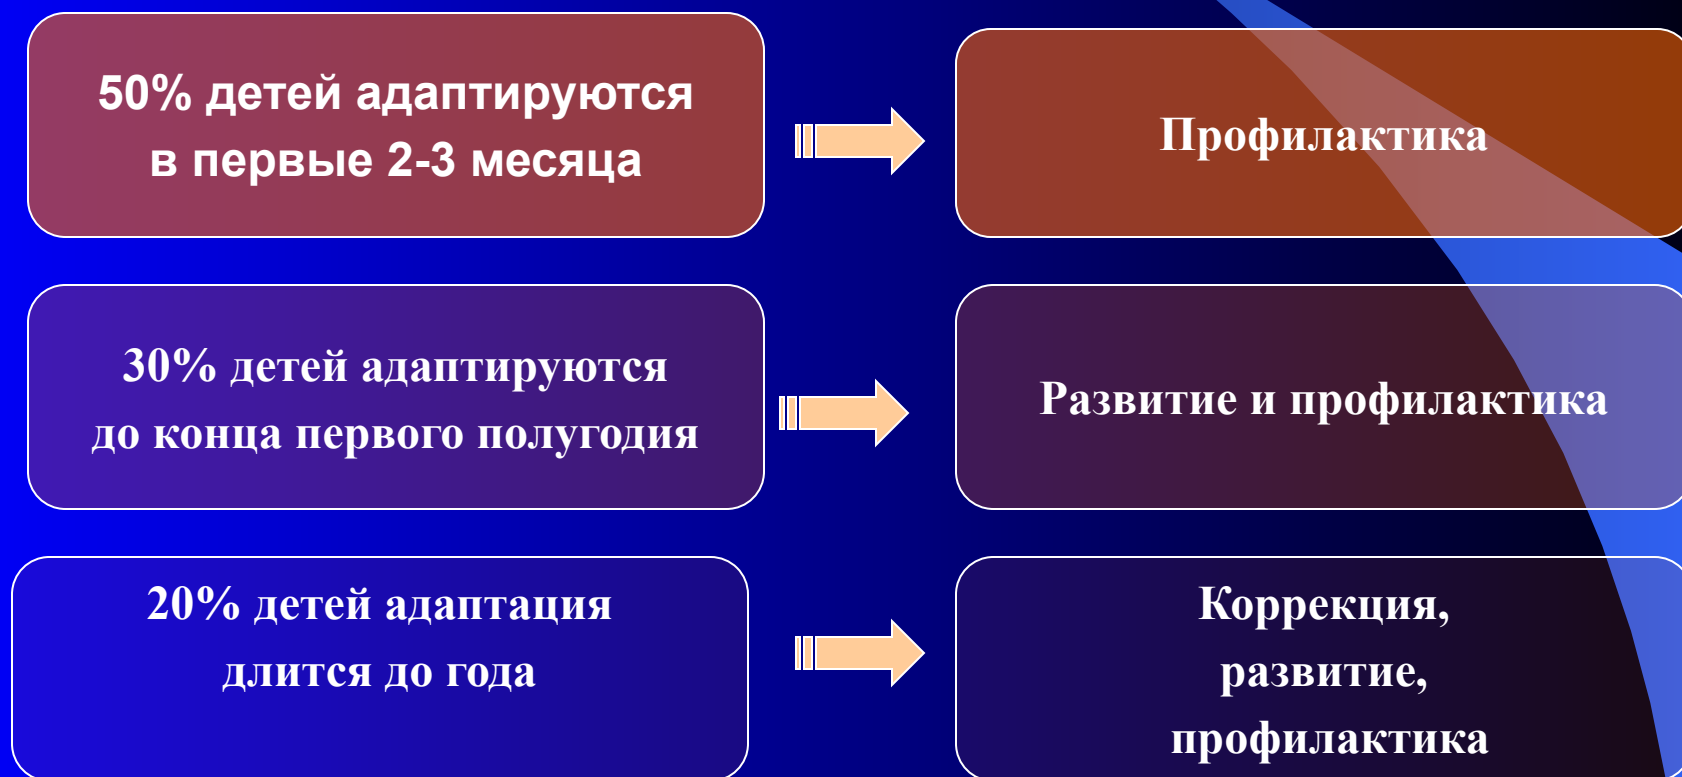 50% детей адаптируются
в первые 2-3 месяца
Профилактика
30% детей адаптируются
до конца первого полугодия
Развитие и профилактика
20% детей адаптация
длится до года
Коррекция,
развитие,
профилактика